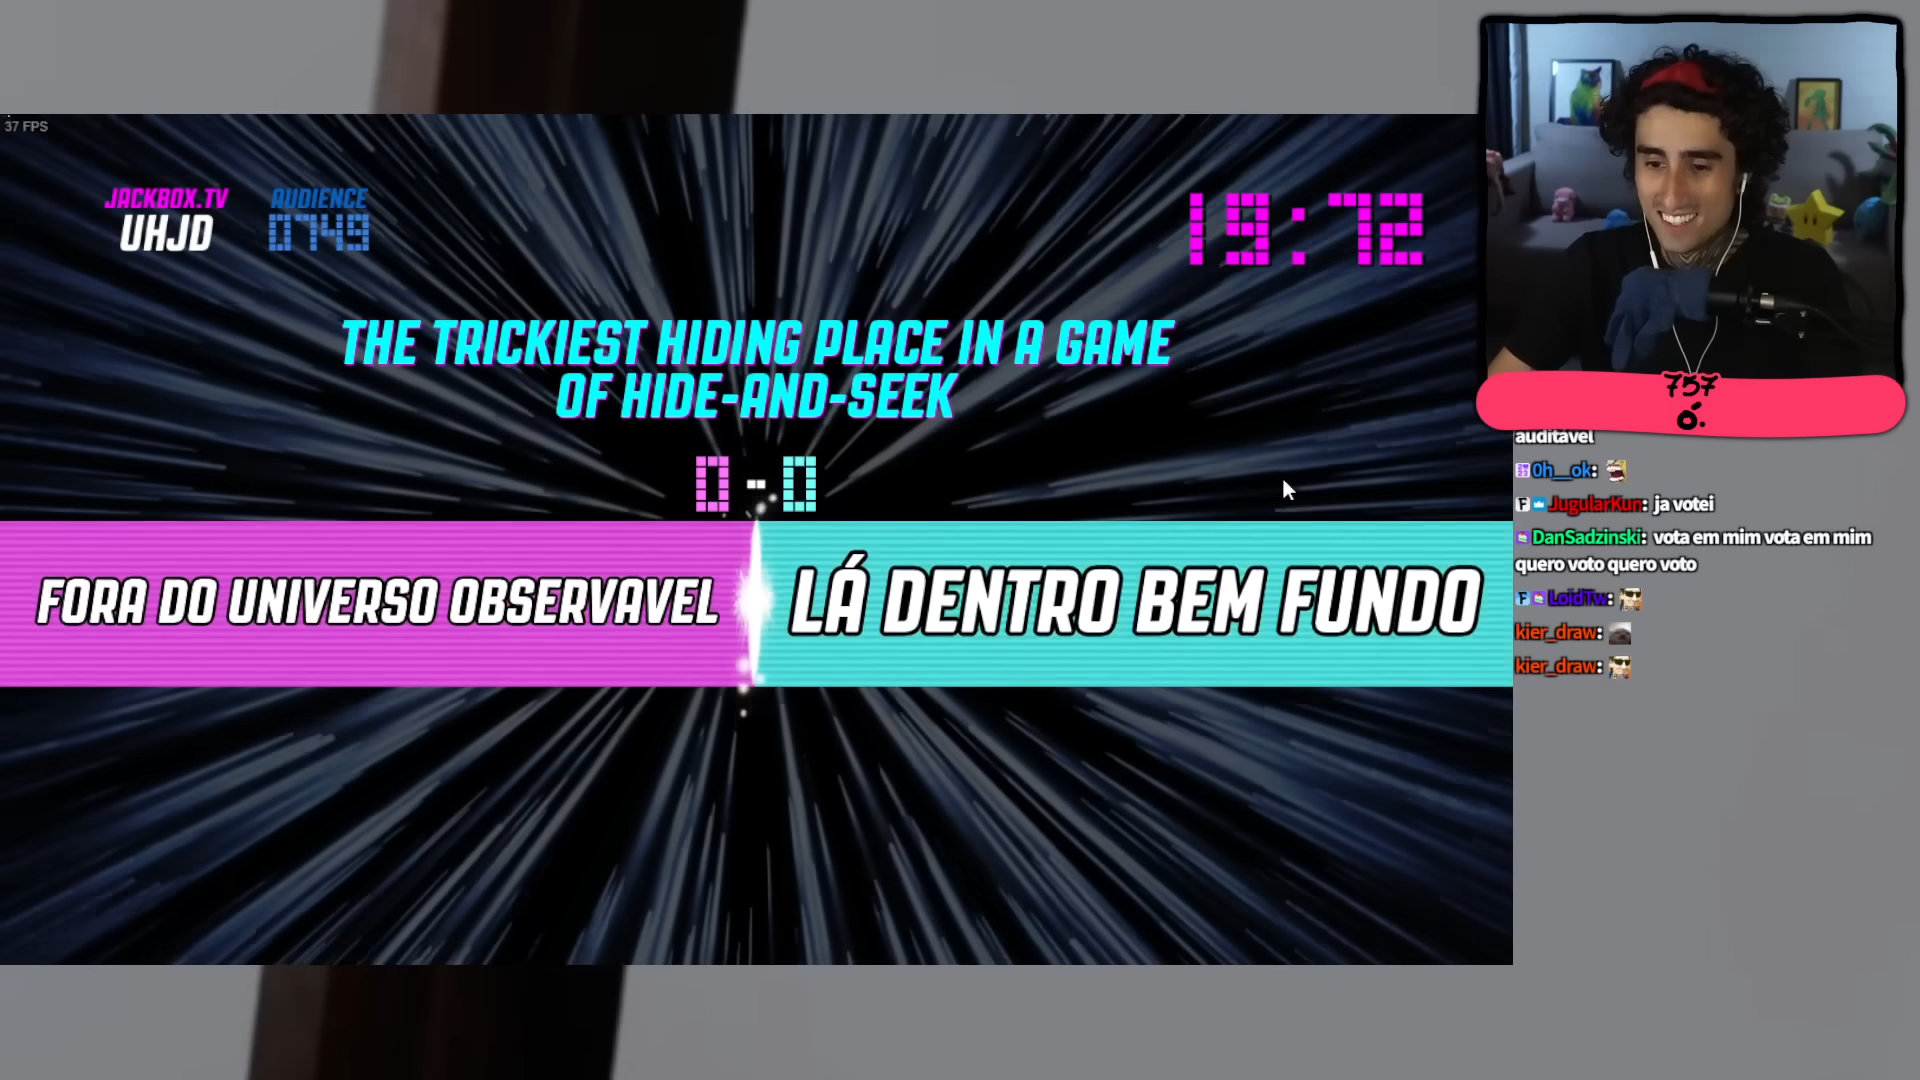 37 FPS
JACKBOX.TV
UHJD
AUDIENCE
0749
19:72
THE TRICKIEST HIDING PLACE IN A GAME
OF HIDE-AND-SEEK
0-0
FORA DO UNIVERSO OBSERVAVEL
LÁ DENTRO BEM FUNDO
757
Ó.
auditável
0h__ok:
JugularKun: ja votei
DanSadzinski: vota em mim vota em mim
quero voto quero voto
LoidTw:
kier_draw:
kier_draw: